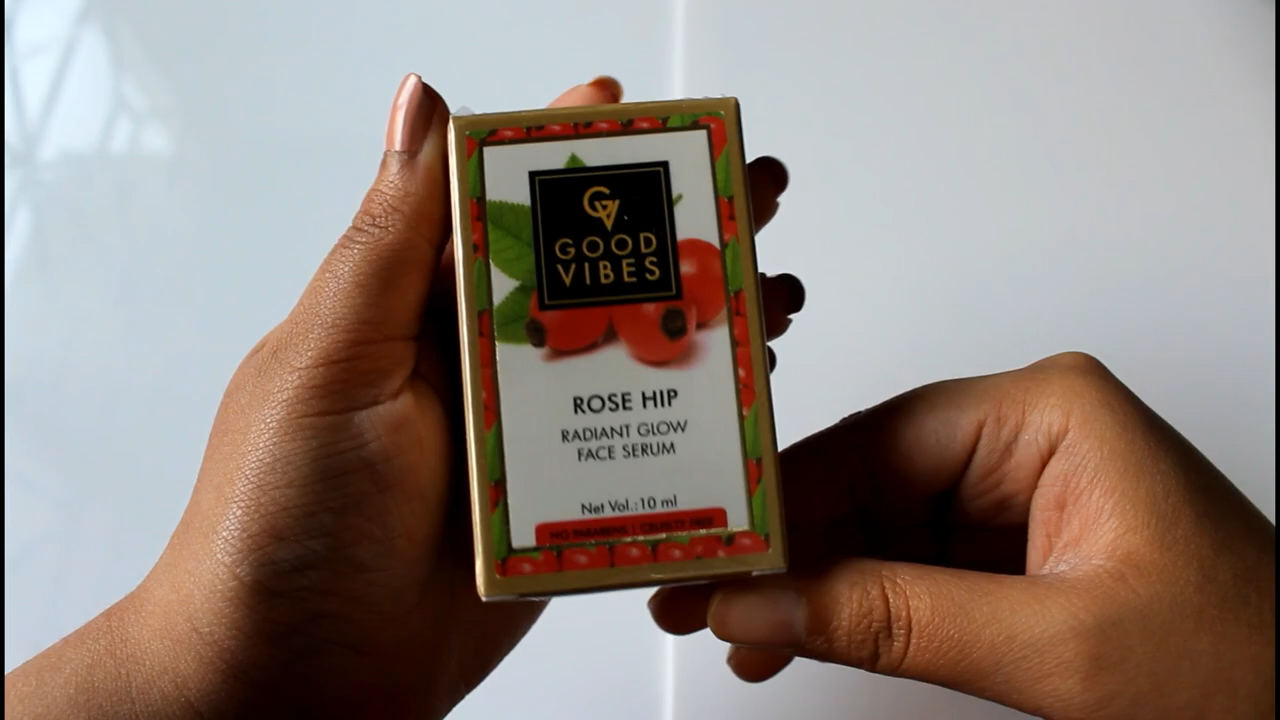 GV
GOOD
VIBES
ROSE HIP
RADIANT GLOW
FACE SERUM
Net Vol.:10 ml
NO PARABENS | CRUELTY FREE